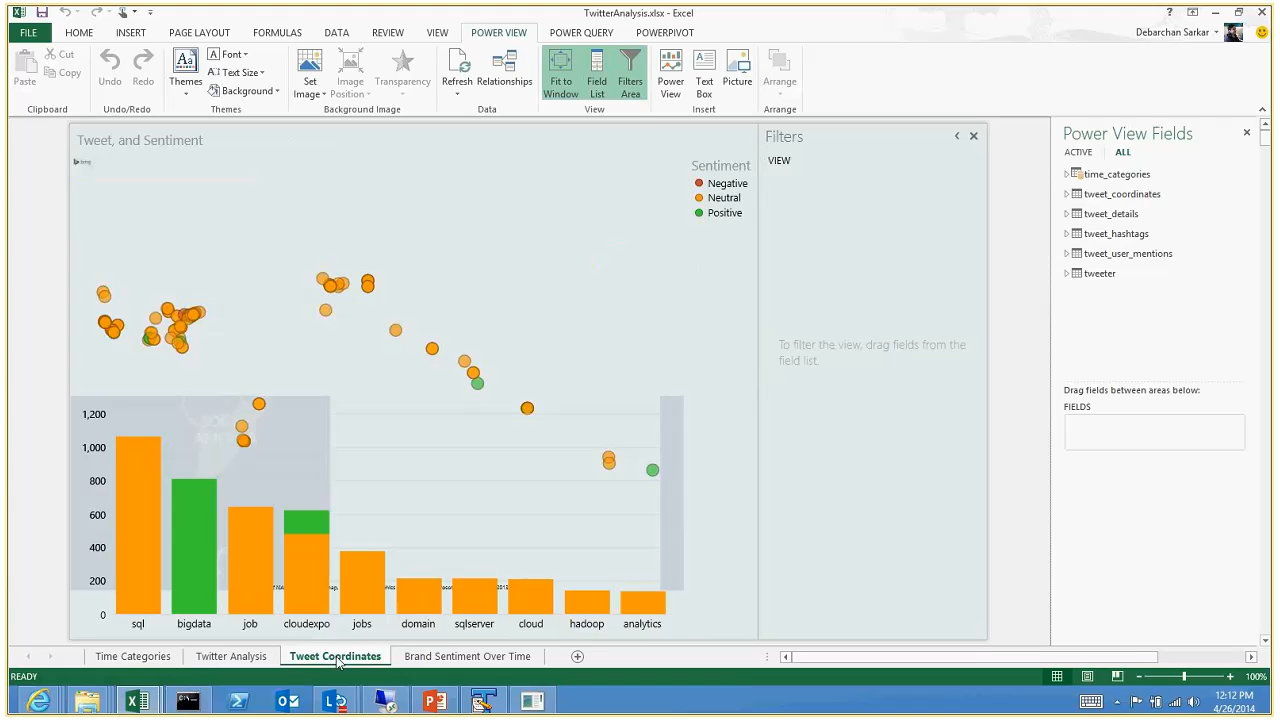 TwitterAnalysis.xlsx - Excel
FILE
HOME
INSERT
PAGE LAYOUT
FORMULAS
DATA
REVIEW
VIEW
POWER VIEW
POWER QUERY
POWERPIVOT
Debarchan Sarkar
Paste
Cut
Copy
Clipboard
Undo
Redo
Undo/Redo
Themes
Font
Text Size
Background
Themes
Set Image
Image Position
Transparency
Background Image
Refresh
Relationships
Data
Fit to Window
Field List
Filters Area
View
Power View
Text Box
Picture
Insert
Arrange
Arrange
Tweet, and Sentiment
bing
Sentiment
Negative
Neutral
Positive
1,200
1,000
800
600
400
200
0
sql
bigdata
job
cloudexpo
jobs
domain
sqlserver
cloud
hadoop
analytics
Filters
VIEW
To filter the view, drag fields from the
field list.
Power View Fields
ACTIVE
ALL
time_categories
tweet_coordinates
tweet_details
tweet_hashtags
tweet_user_mentions
tweeter
Drag fields between areas below:
FIELDS
Time Categories
Twitter Analysis
Tweet Coordinates
Brand Sentiment Over Time
READY
100%
12:12 PM
4/26/2014